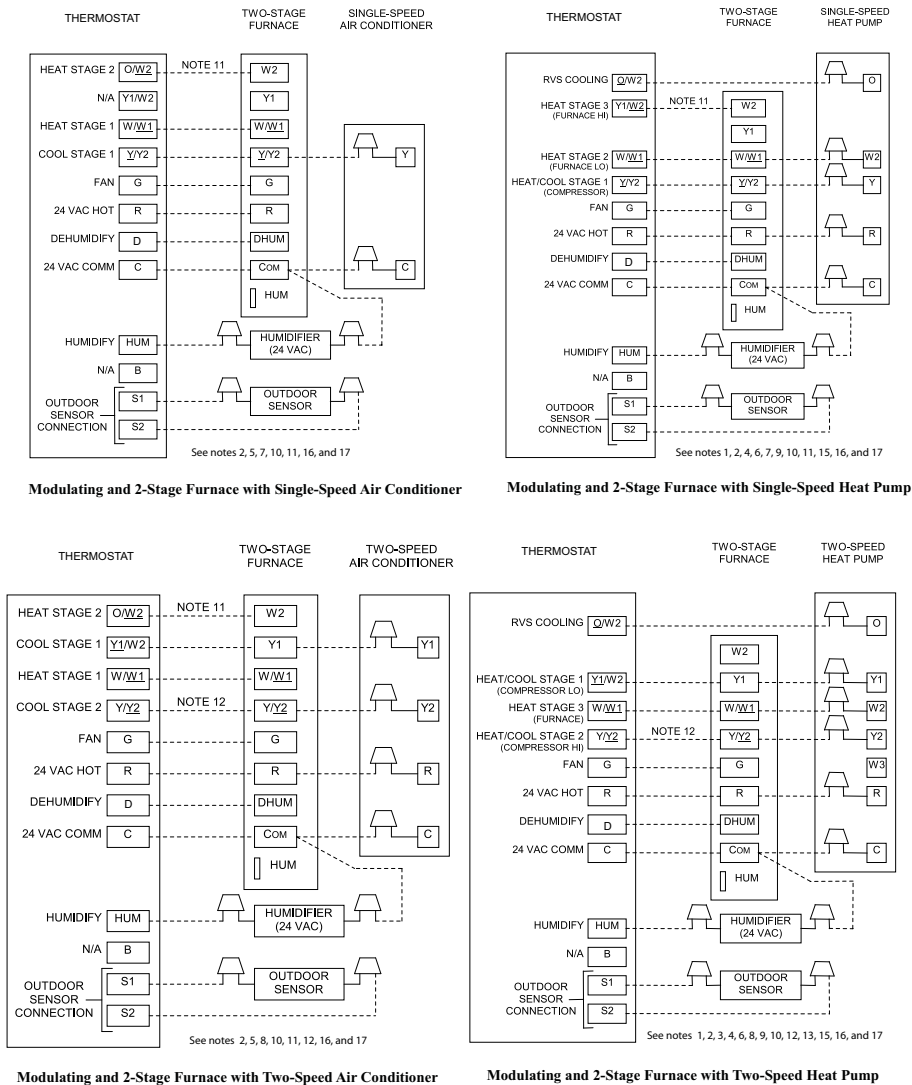 THERMOSTAT
TWO-STAGE
FURNACE
SINGLE-SPEED
AIR CONDITIONER
HEAT STAGE 2 O/W2 NOTE 11 W2
N/A Y1/W2 Y1
HEAT STAGE 1 W/W1 W/W1
COOL STAGE 1 Y/Y2 Y/Y2 Y
FAN G G
24 VAC HOT R R
DEHUMIDIFY D DHUM
24 VAC COMM C COM C
HUM
HUMIDIFY HUM HUMIDIFIER
(24 VAC)
N/A B
OUTDOOR
SENSOR
CONNECTION
S1 OUTDOOR
SENSOR
S2
See notes 2, 5, 7, 10, 11, 16, and 17
Modulating and 2-Stage Furnace with Single-Speed Air Conditioner
THERMOSTAT
TWO-STAGE
FURNACE
SINGLE-SPEED
HEAT PUMP
RVS COOLING O/W2 O
HEAT STAGE 3 Y1/W2 NOTE 11 W2
(FURNACE HI)
Y1
HEAT STAGE 2 W/W1 W/W1 W2
(FURNACE LO)
HEAT/COOL STAGE 1 Y/Y2 Y/Y2 Y
(COMPRESSOR)
FAN G G
24 VAC HOT R R R
DEHUMIDIFY D DHUM
24 VAC COMM C COM C
HUM
HUMIDIFY HUM HUMIDIFIER
(24 VAC)
N/A B
OUTDOOR
SENSOR
CONNECTION
S1 OUTDOOR
SENSOR
S2
See notes 1, 2, 4, 6, 7, 9, 10, 11, 15, 16, and 17
Modulating and 2-Stage Furnace with Single-Speed Heat Pump
THERMOSTAT
TWO-STAGE
FURNACE
TWO-SPEED
AIR CONDITIONER
HEAT STAGE 2 O/W2 NOTE 11 W2
COOL STAGE 1 Y1/W2 Y1 Y1
HEAT STAGE 1 W/W1 W/W1
COOL STAGE 2 Y/Y2 NOTE 12 Y/Y2 Y2
FAN G G
24 VAC HOT R R R
DEHUMIDIFY D DHUM
24 VAC COMM C COM C
HUM
HUMIDIFY HUM HUMIDIFIER
(24 VAC)
N/A B
OUTDOOR
SENSOR
CONNECTION
S1 OUTDOOR
SENSOR
S2
See notes 2, 5, 8, 10, 11, 12, 16, and 17
Modulating and 2-Stage Furnace with Two-Speed Air Conditioner
THERMOSTAT
TWO-STAGE
FURNACE
TWO-SPEED
HEAT PUMP
RVS COOLING O/W2 O
W2
HEAT/COOL STAGE 1 Y1/W2 Y1 Y1
(COMPRESSOR LO)
HEAT STAGE 3 W/W1 W/W1 W2
(FURNACE)
HEAT/COOL STAGE 2 Y/Y2 NOTE 12 Y/Y2 Y2
(COMPRESSOR HI)
FAN G G W3
24 VAC HOT R R R
DEHUMIDIFY D DHUM
24 VAC COMM C COM C
HUM
HUMIDIFY HUM HUMIDIFIER
(24 VAC)
N/A B
OUTDOOR
SENSOR
CONNECTION
S1 OUTDOOR
SENSOR
S2
See notes 1, 2, 3, 4, 6, 8, 9, 10, 12, 13, 15, 16, and 17
Modulating and 2-Stage Furnace with Two-Speed Heat Pump